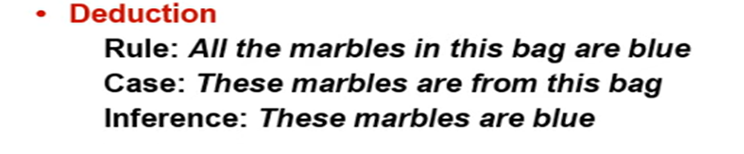 • Deduction
Rule: All the marbles in this bag are blue
Case: These marbles are from this bag
Inference: These marbles are blue